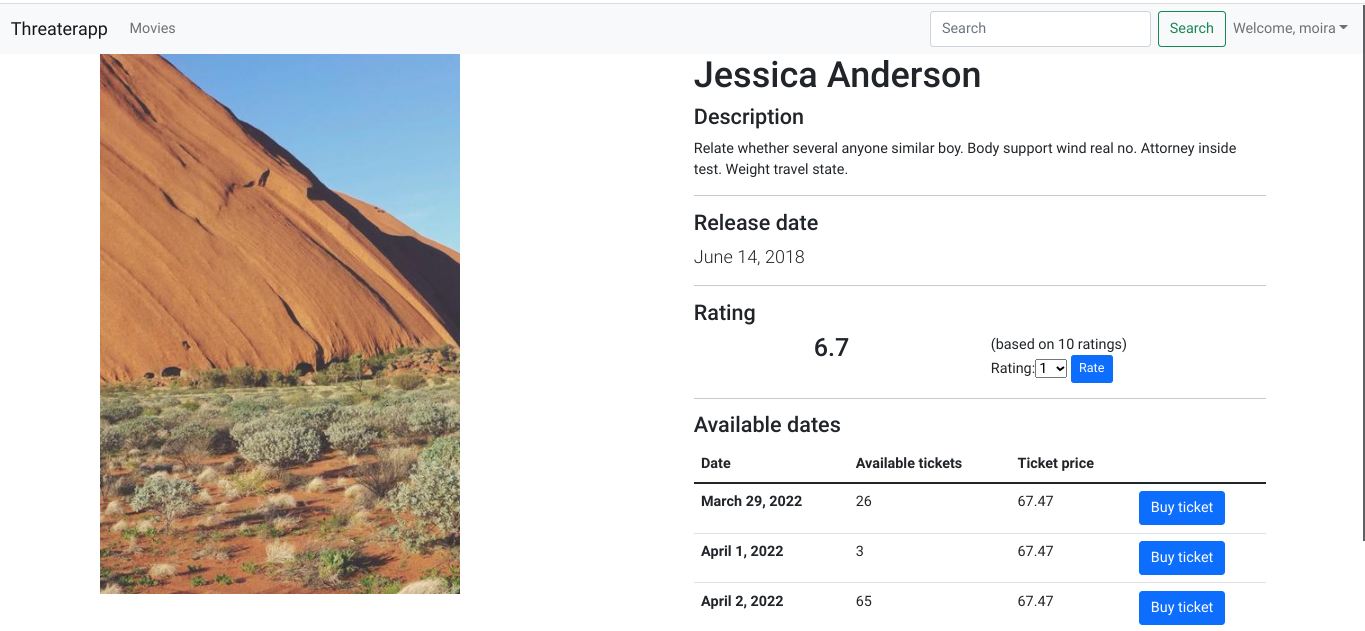 Threaterapp Movies Search Search Welcome, moira
Jessica Anderson
Description
Relate whether several anyone similar boy. Body support wind real no. Attorney inside
test. Weight travel state.
Release date
June 14, 2018
Rating
6.7 (based on 10 ratings)
Rating: 1 Rate
Available dates
Date Available tickets Ticket price
March 29, 2022 26 67.47 Buy ticket
April 1, 2022 3 67.47 Buy ticket
April 2, 2022 65 67.47 Buy ticket